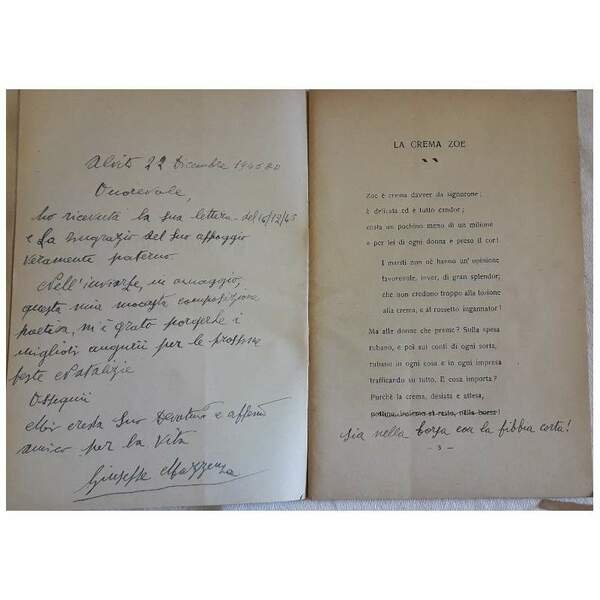 Alvito 22 Dicembre 1945
Onorevole,
ho ricevuta la sua lettera del 16/12/45
e La ringrazio del Suo appoggio
veramente paterno
Nell'inviarLe, in omaggio,
questa mia modesta composizione
poetica, m'è grato porgerLe i
migliori augurii per le prossime
feste Natalizie
Ossequii
Mi creda Suo Devotmo e affemo
amico per la Vita
Giuseppe
LA CREMA ZOE
Zoe è crema davver da signorone;
è delicata ed è tutto candor;
costa un pochino meno di un milione
e per lei di ogni donna è preso il cor!
I mariti non nè hanno un'opinione
favorevole, inver, di gran splendor;
che non credono troppo alla lozione
alla crema, e al rossetto ingannator!
Ma alle donne che preme? Sulla spesa
rubano, e poi sui conti di ogni sorta,
rubano in ogni cosa e in ogni impresa
trafficando su tutto. E cosa importa?
Purchè la crema, desiata e attesa,
sia nella borsa con la fibbia corta!
— 5 —